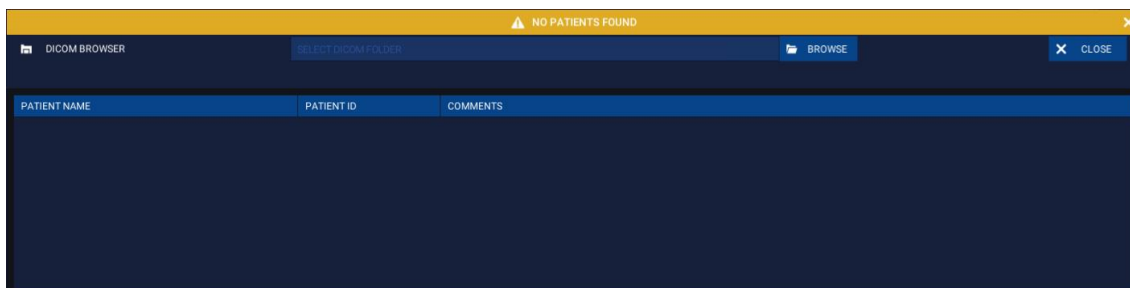 NO PATIENTS FOUND
DICOM BROWSER SELECT DICOM FOLDER BROWSE CLOSE
PATIENT NAME PATIENT ID COMMENTS